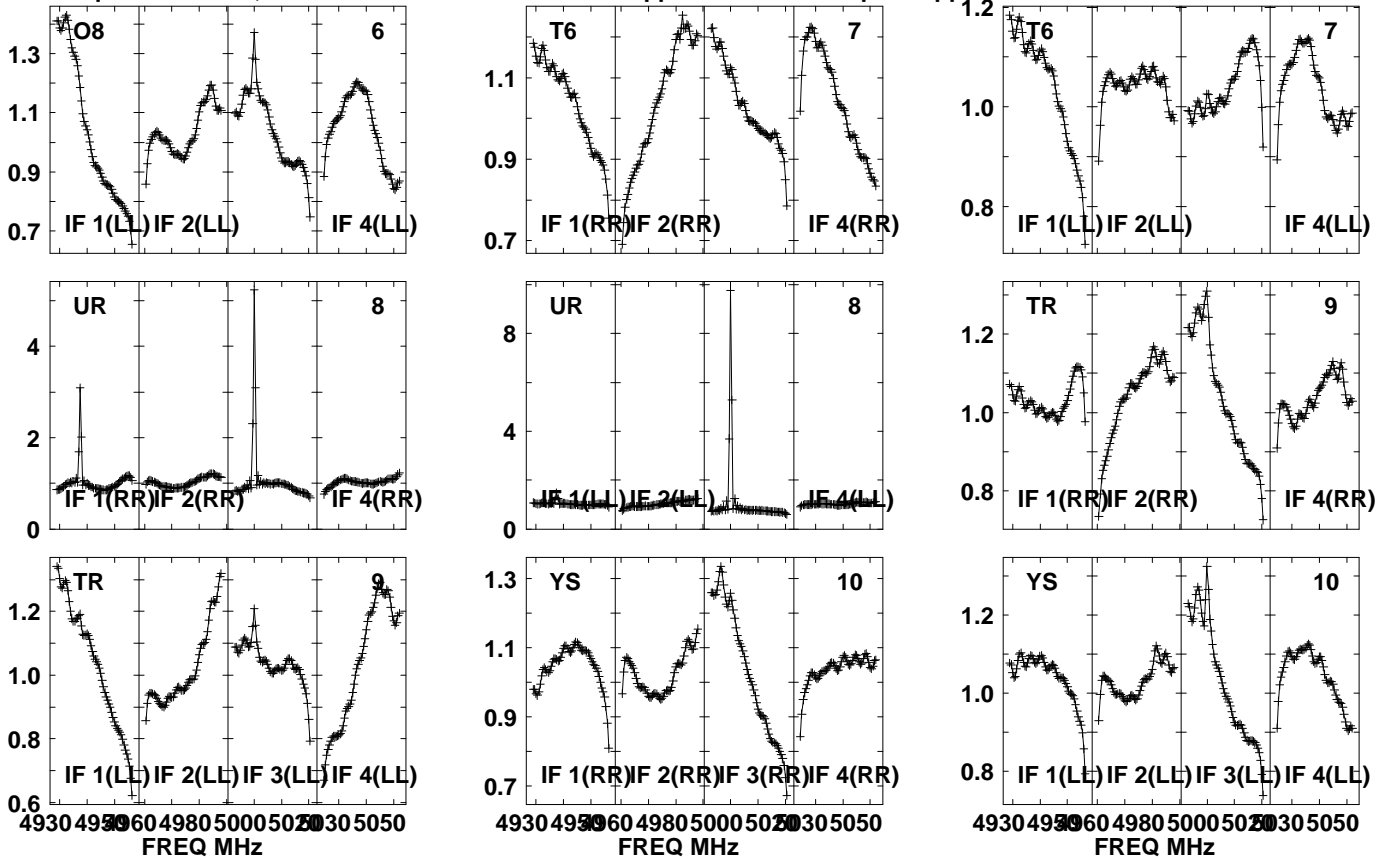 O8 6
1.3
1.1
0.9
0.7
IF 1(LL) IF 2(LL) IF 4(LL)
T6 7
1.1
0.9
0.7
IF 1(RR) IF 2(RR) IF 4(RR)
1.2
T6 7
1.0
0.8
IF 1(LL) IF 2(LL) IF 4(LL)
UR 8
4
2
0
IF 1(RR) IF 2(RR) IF 4(RR)
UR 8
8
4
0
IF 1(LL) IF 2(LL) IF 4(LL)
TR 9
1.2
1.0
0.8
IF 1(RR) IF 2(RR) IF 4(RR)
TR 9
1.2
1.0
0.8
0.6
IF 1(LL) IF 2(LL) IF 3(LL) IF 4(LL)
4930 4950 4960 4980 5000 5020 5030 5050
FREQ MHz
YS 10
1.3
1.1
0.9
0.7
IF 1(RR) IF 2(RR) IF 3(RR) IF 4(RR)
4930 4950 4960 4980 5000 5020 5030 5050
FREQ MHz
YS 10
1.2
1.0
0.8
IF 1(LL) IF 2(LL) IF 3(LL) IF 4(LL)
4930 4950 4960 4980 5000 5020 5030 5050
FREQ MHz